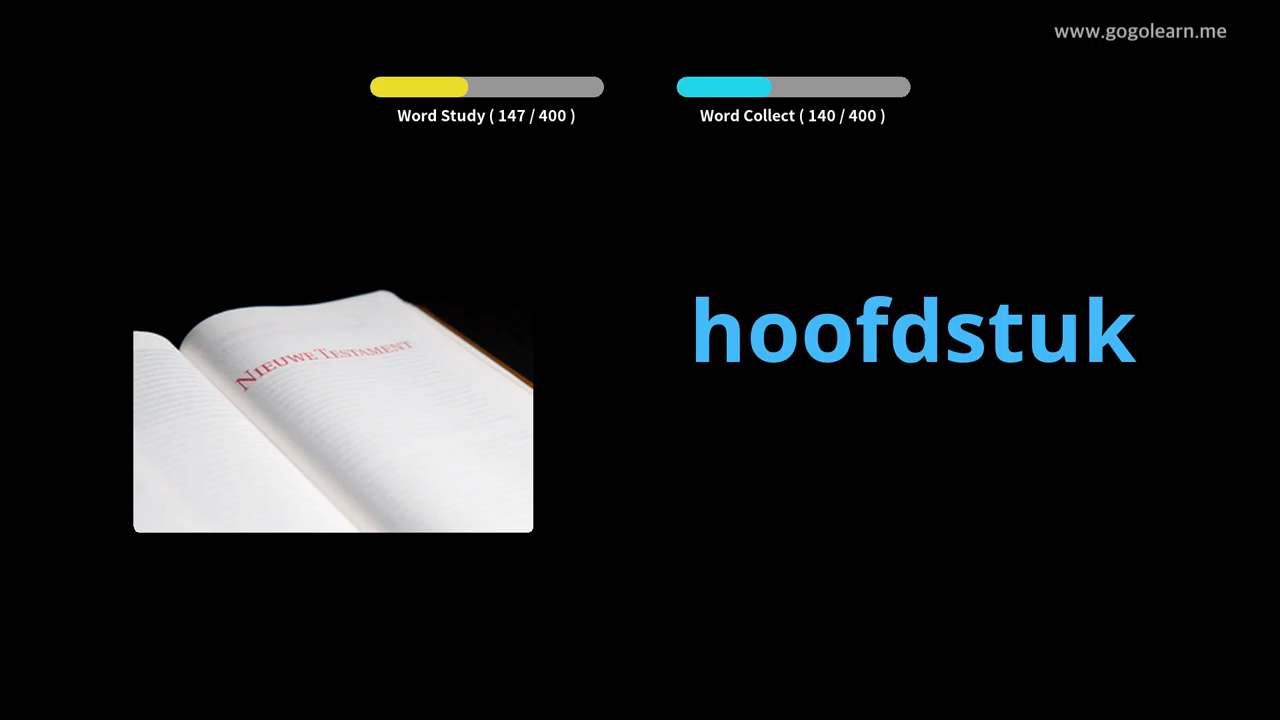 www.gogolearn.me
Word Study ( 147 / 400 )
Word Collect ( 140 / 400 )
hoofdstuk
NIEUWE TESTAMENT